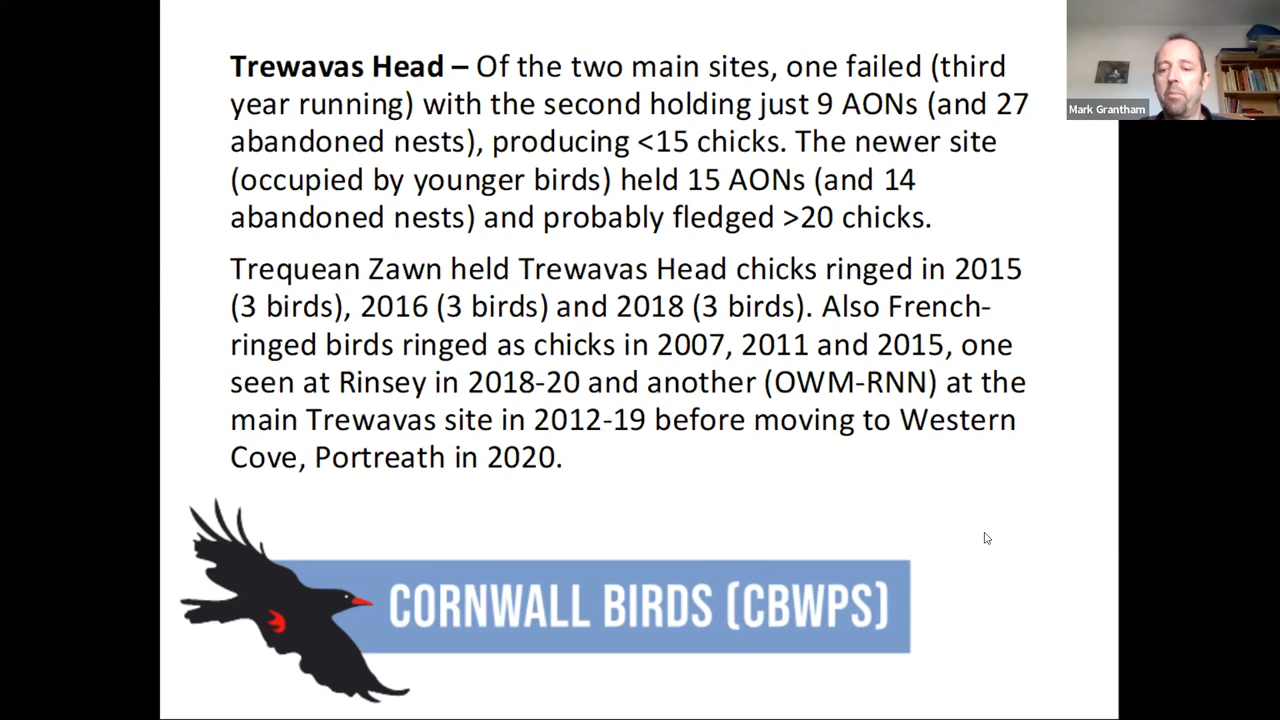 Trewavas Head – Of the two main sites, one failed (third
year running) with the second holding just 9 AONs (and 27
abandoned nests), producing <15 chicks. The newer site
(occupied by younger birds) held 15 AONs (and 14
abandoned nests) and probably fledged >20 chicks.
Trequean Zawn held Trewavas Head chicks ringed in 2015
(3 birds), 2016 (3 birds) and 2018 (3 birds). Also French-
ringed birds ringed as chicks in 2007, 2011 and 2015, one
seen at Rinsey in 2018-20 and another (OWM-RNN) at the
main Trewavas site in 2012-19 before moving to Western
Cove, Portreath in 2020.
CORNWALL BIRDS (CBWPS)
Mark Grantham